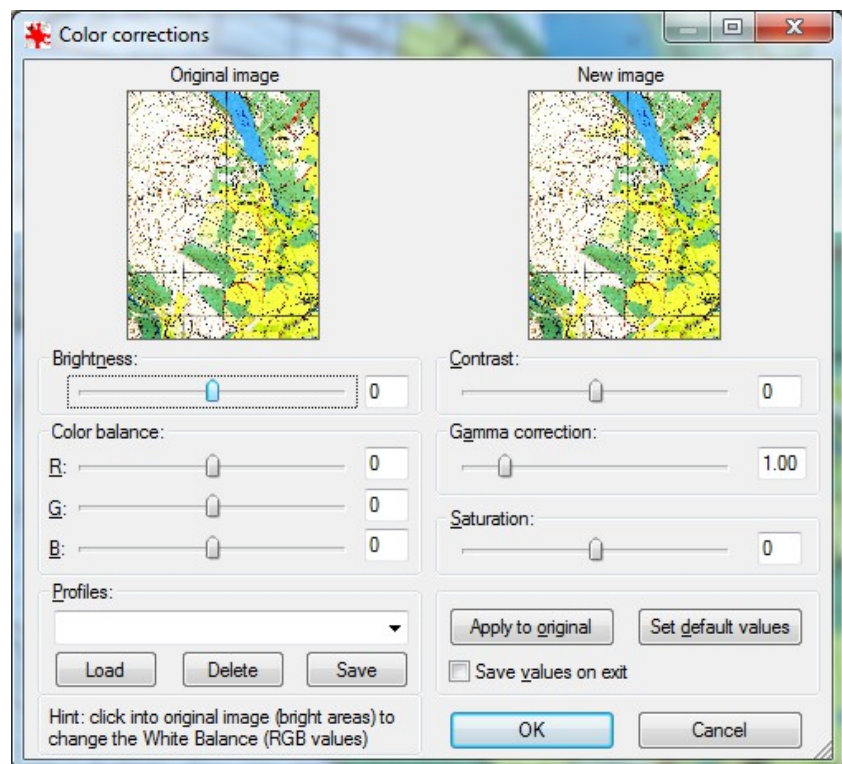 Color corrections
Original image
New image
Brightness:
0
Contrast:
0
Color balance:
R:
0
G:
0
B:
0
Gamma correction:
1.00
Saturation:
0
Profiles:
Load
Delete
Save
Apply to original
Set default values
Save values on exit
Hint: click into original image (bright areas) to
change the White Balance (RGB values)
OK
Cancel